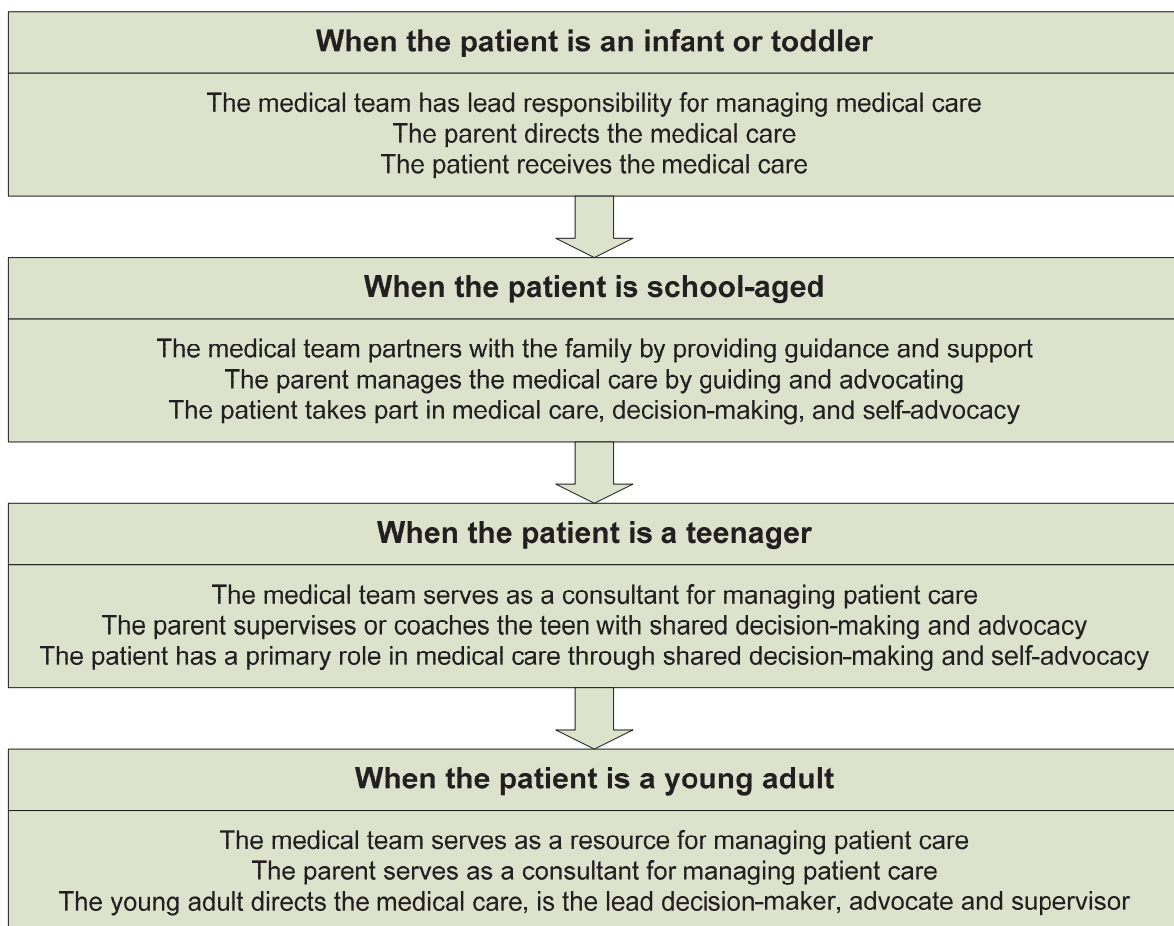 When the patient is an infant or toddler
The medical team has lead responsibility for managing medical care
The parent directs the medical care
The patient receives the medical care
When the patient is school-aged
The medical team partners with the family by providing guidance and support
The parent manages the medical care by guiding and advocating
The patient takes part in medical care, decision-making, and self-advocacy
When the patient is a teenager
The medical team serves as a consultant for managing patient care
The parent supervises or coaches the teen with shared decision-making and advocacy
The patient has a primary role in medical care through shared decision-making and self-advocacy
When the patient is a young adult
The medical team serves as a resource for managing patient care
The parent serves as a consultant for managing patient care
The young adult directs the medical care, is the lead decision-maker, advocate and supervisor